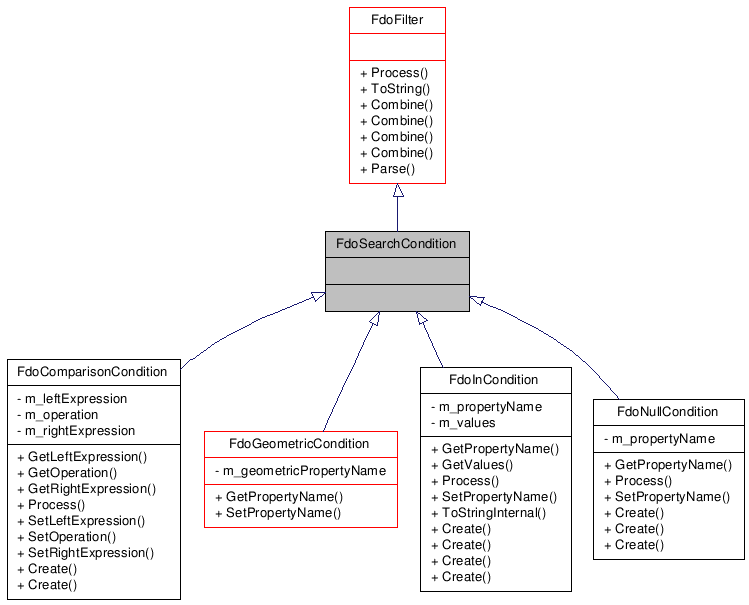 FdoFilter
+ Process()
+ ToString()
+ Combine()
+ Combine()
+ Combine()
+ Combine()
+ Parse()
FdoSearchCondition
FdoComparisonCondition
- m_leftExpression
- m_operation
- m_rightExpression
+ GetLeftExpression()
+ GetOperation()
+ GetRightExpression()
+ Process()
+ SetLeftExpression()
+ SetOperation()
+ SetRightExpression()
+ Create()
+ Create()
FdoGeometricCondition
- m_geometricPropertyName
+ GetPropertyName()
+ SetPropertyName()
FdoInCondition
- m_propertyName
- m_values
+ GetPropertyName()
+ GetValues()
+ Process()
+ SetPropertyName()
+ ToStringInternal()
+ Create()
+ Create()
+ Create()
+ Create()
FdoNullCondition
- m_propertyName
+ GetPropertyName()
+ Process()
+ SetPropertyName()
+ Create()
+ Create()
+ Create()